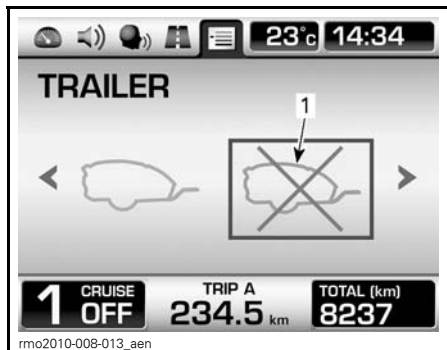 23°c 14:34
TRAILER
1
1 CRUISE OFF
TRIP A
234.5 km
TOTAL (km)
8237
rmo2010-008-013_aen